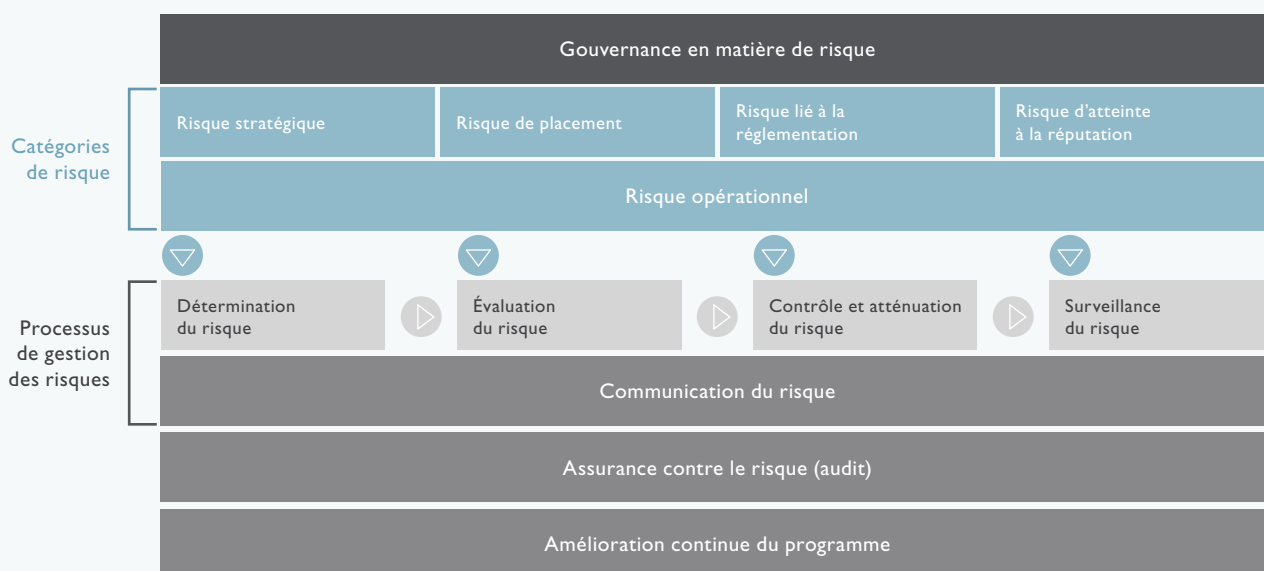 Gouvernance en matière de risque
Catégories
de risque
Risque stratégique
Risque de placement
Risque lié à la
réglementation
Risque d’atteinte
à la réputation
Risque opérationnel
Processus
de gestion
des risques
Détermination
du risque
Évaluation
du risque
Contrôle et atténuation
du risque
Surveillance
du risque
Communication du risque
Assurance contre le risque (audit)
Amélioration continue du programme